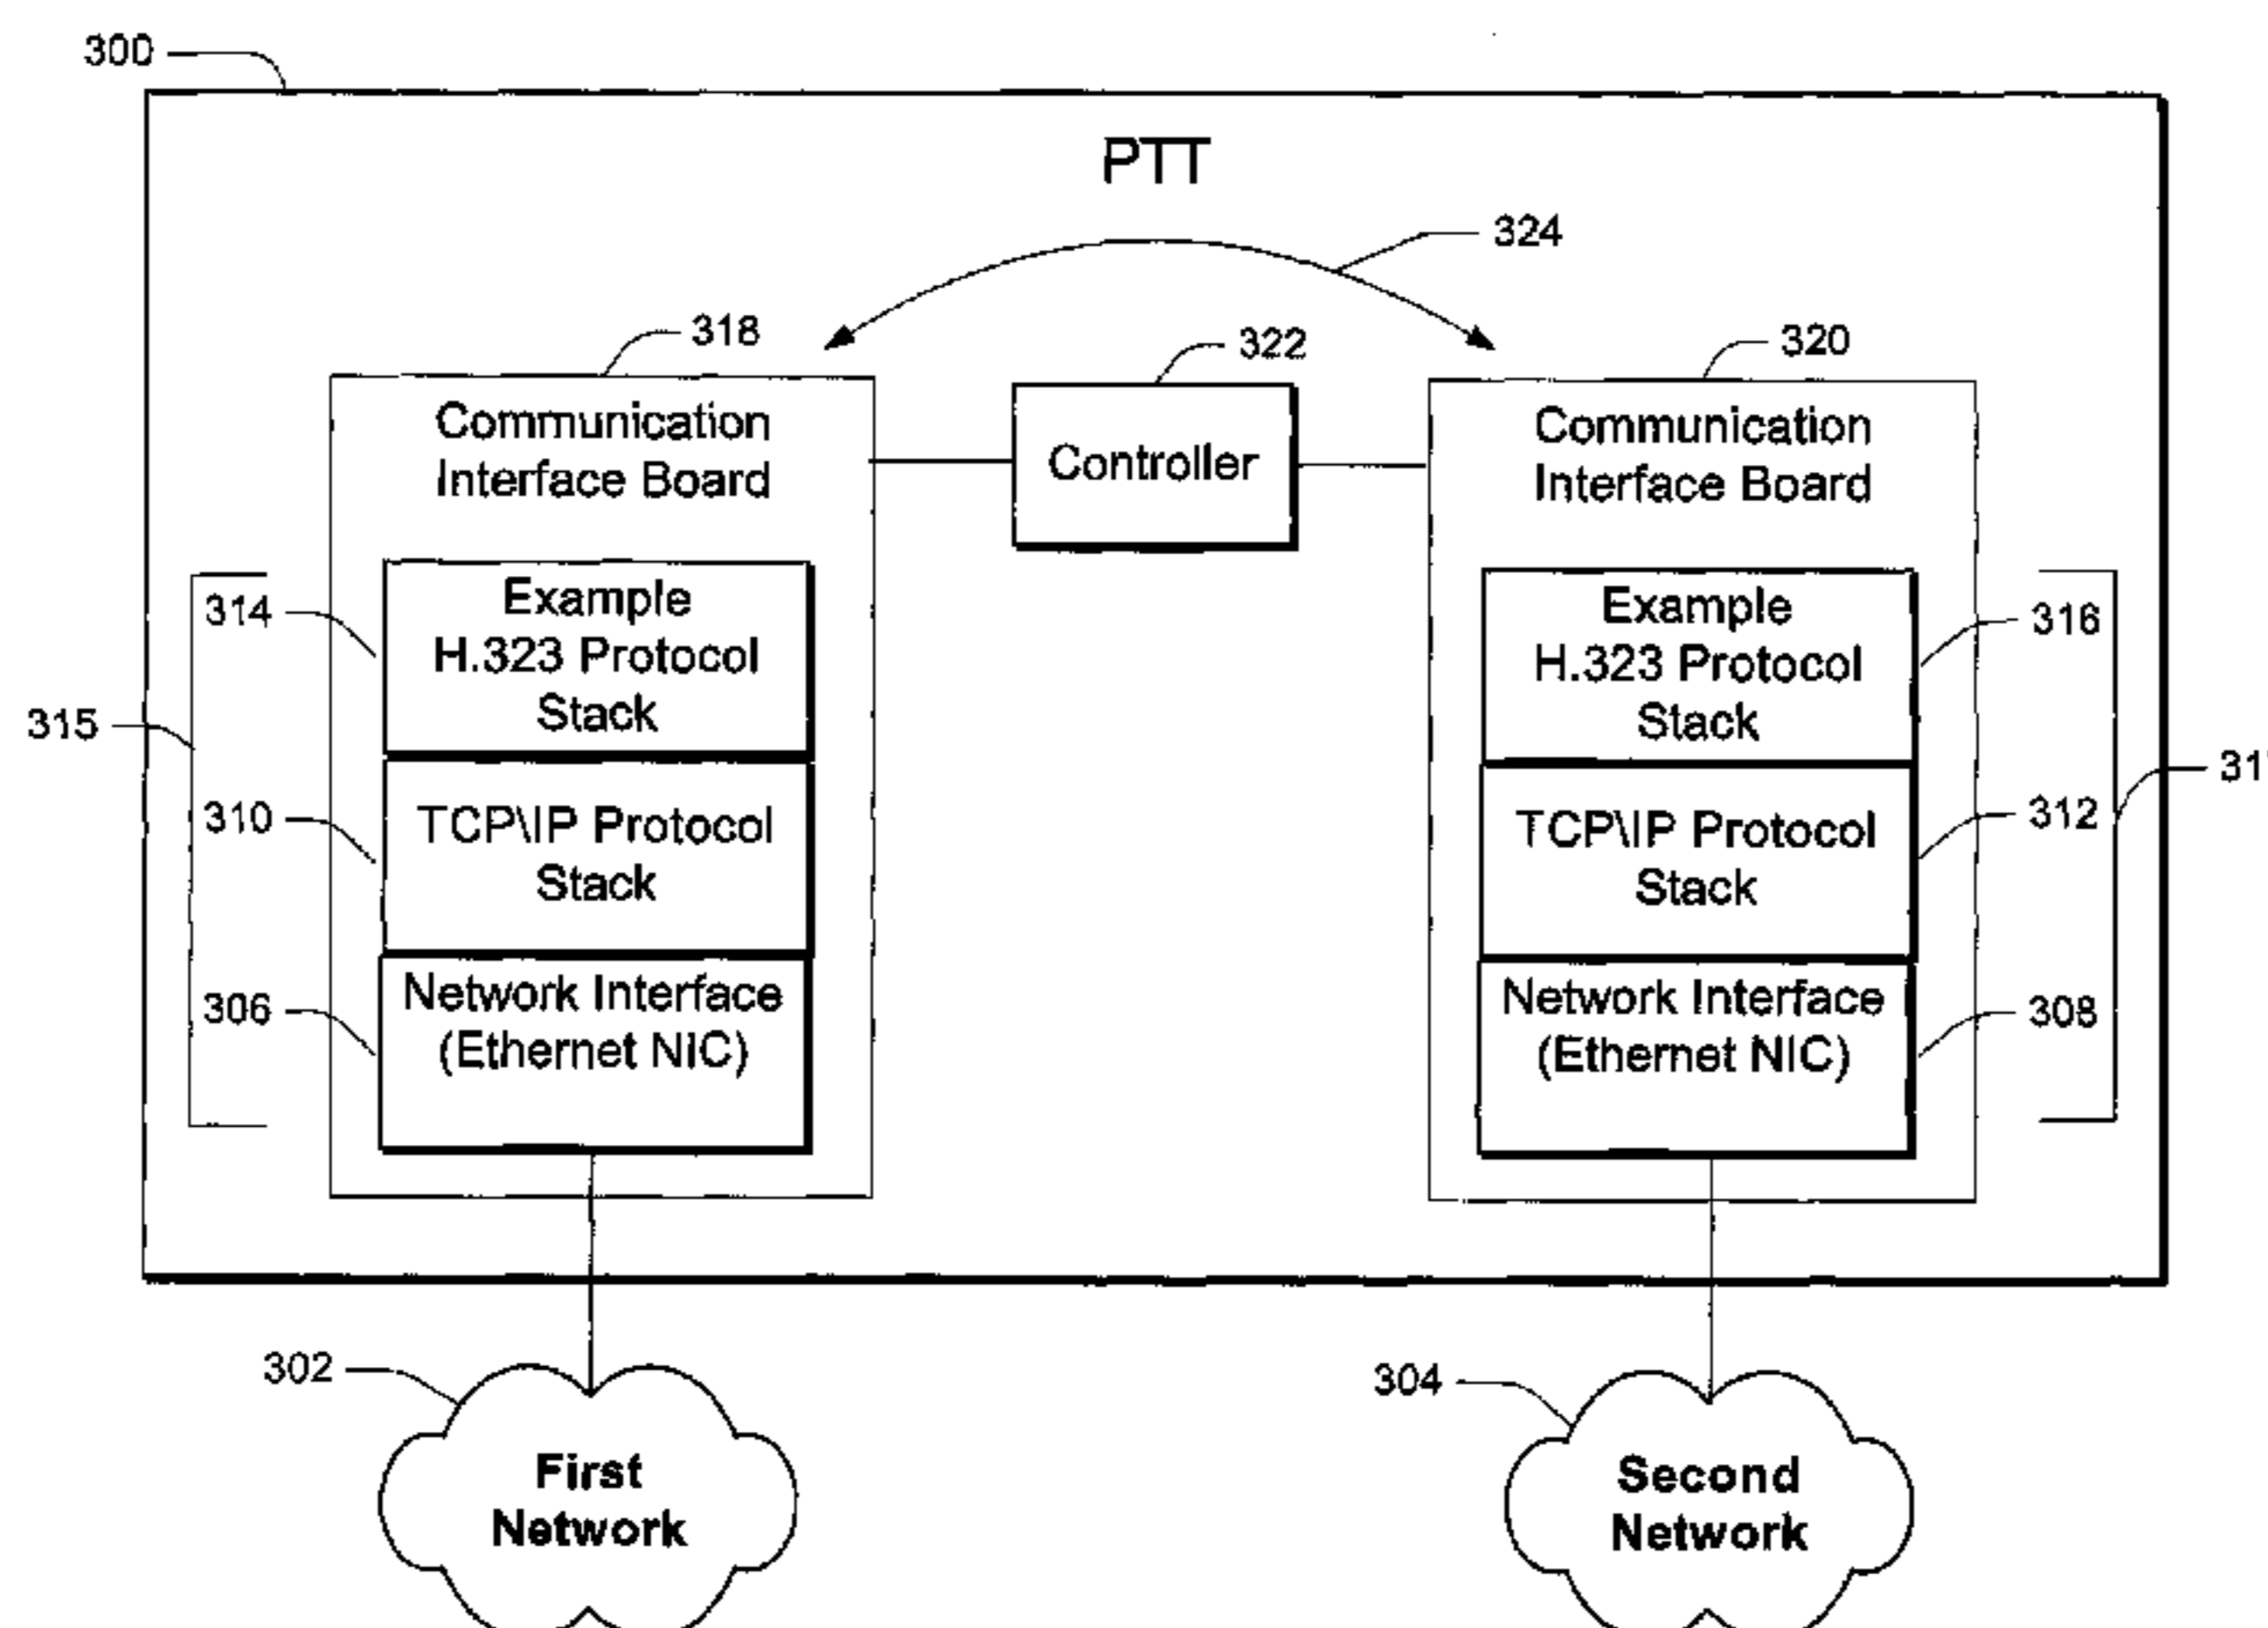 300
PTT
324
318
322
320
Communication
Interface Board
Controller
Communication
Interface Board
314
Example
H.323 Protocol
Stack
Example
H.323 Protocol
Stack
316
315
310
TCP\IP Protocol
Stack
TCP\IP Protocol
Stack
312
306
Network Interface
(Ethernet NIC)
Network Interface
(Ethernet NIC)
308
302
First
Network
304
Second
Network